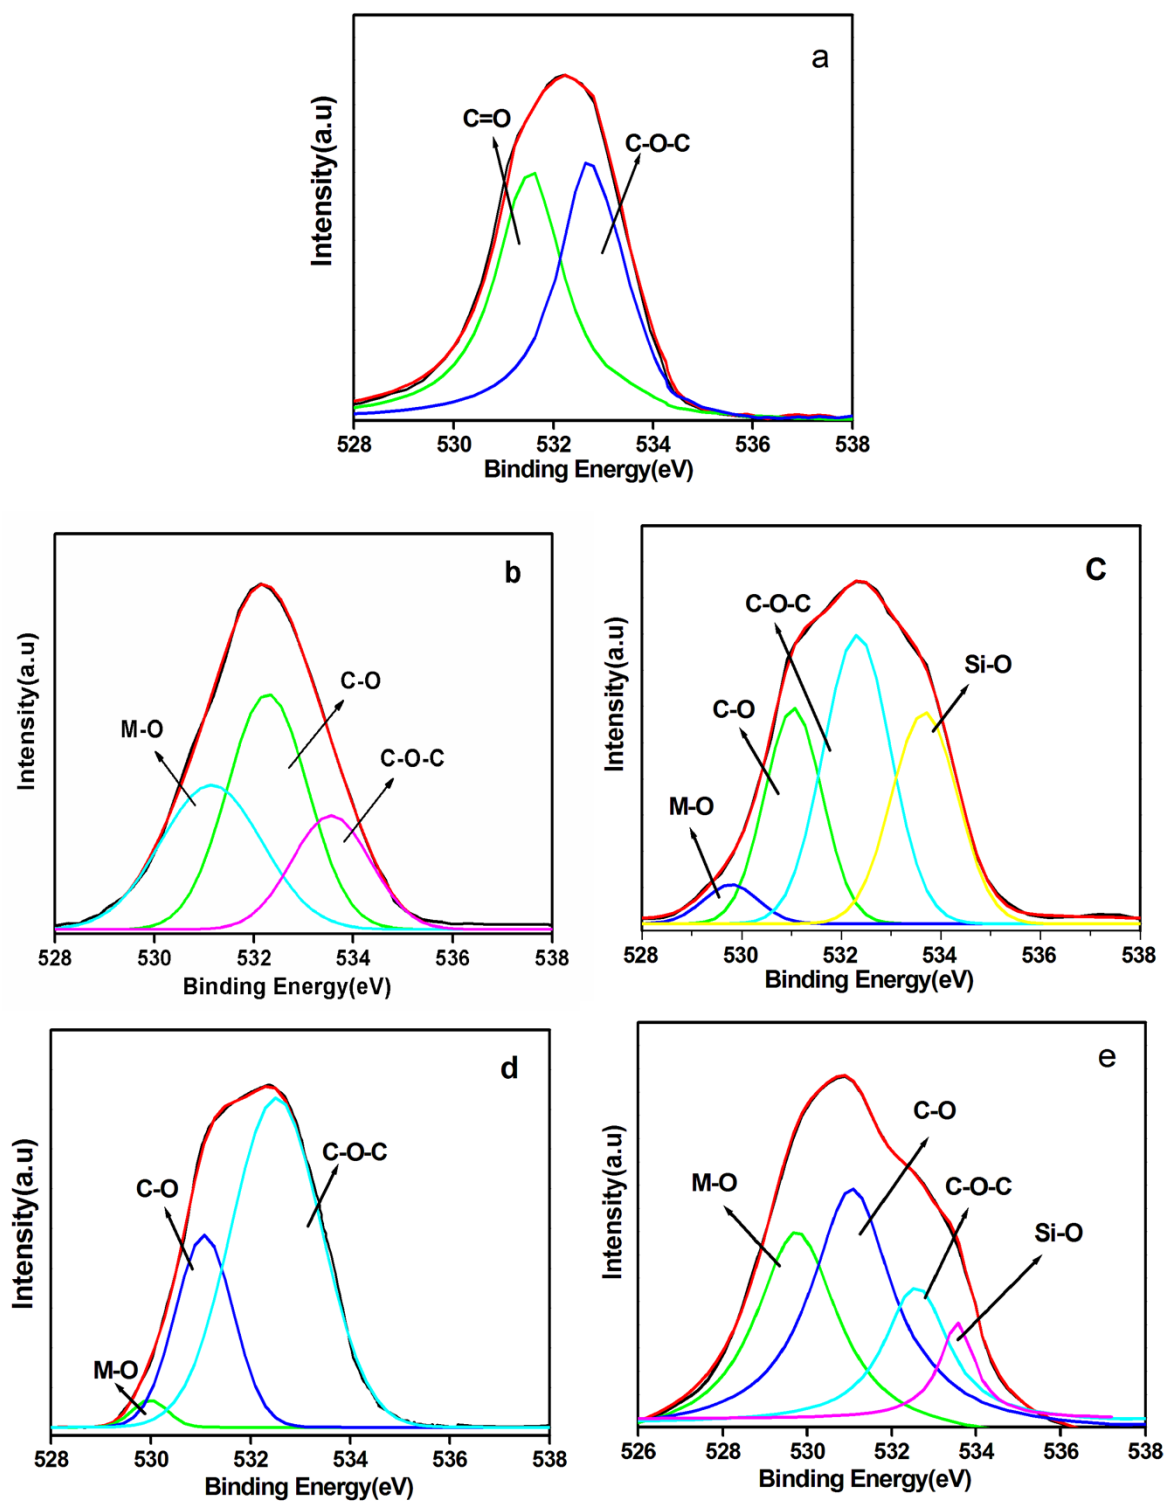 a
C=O
C-O-C
Intensity(a.u)
528 530 532 534 536 538
Binding Energy(eV)
b
C-O
M-O
C-O-C
Intensity(a.u)
528 530 532 534 536 538
Binding Energy(eV)
C
C-O-C
Si-O
C-O
M-O
Intensity(a.u)
528 530 532 534 536 538
Binding Energy(eV)
d
C-O-C
C-O
M-O
Intensity(a.u)
528 530 532 534 536 538
Binding Energy(eV)
e
C-O
M-O
C-O-C
Si-O
Intensity(a.u)
526 528 530 532 534 536 538
Binding Energy(eV)